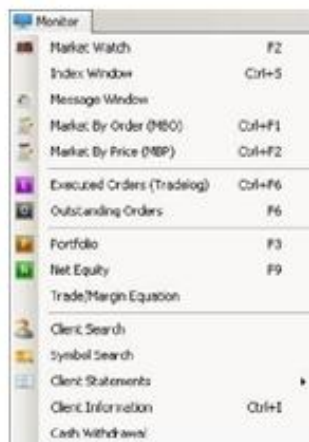 Monitor
Market Watch F2
Index Window Ctrl+S
Message Window
Market By Order (MBO) Ctrl+F1
Market By Price (MBP) Ctrl+F2
Executed Orders (Tradelog) Ctrl+F6
Outstanding Orders F6
Portfolio F3
Net Equity F9
Trade/Margin Equation
Client Search
Symbol Search
Client Statements
Client Information Ctrl+I
Cash Withdrawal